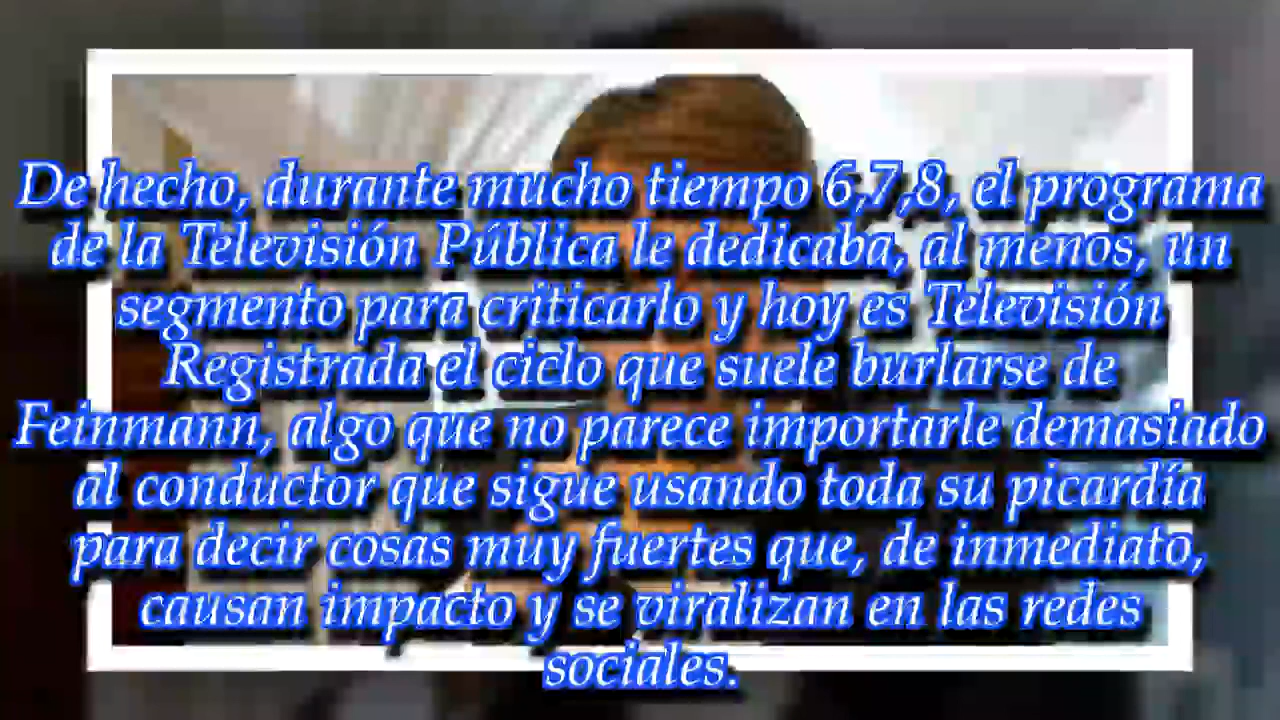 De hecho, durante mucho tiempo 6,7,8, el programa
de la Televisión Pública le dedicaba, al menos, un
segmento para criticarlo y hoy es Televisión
Registrada el ciclo que suele burlarse de
Feinmann, algo que no parece importarle demasiado
al conductor que sigue usando toda su picardía
para decir cosas muy fuertes que, de inmediato,
causan impacto y se viralizan en las redes
sociales.